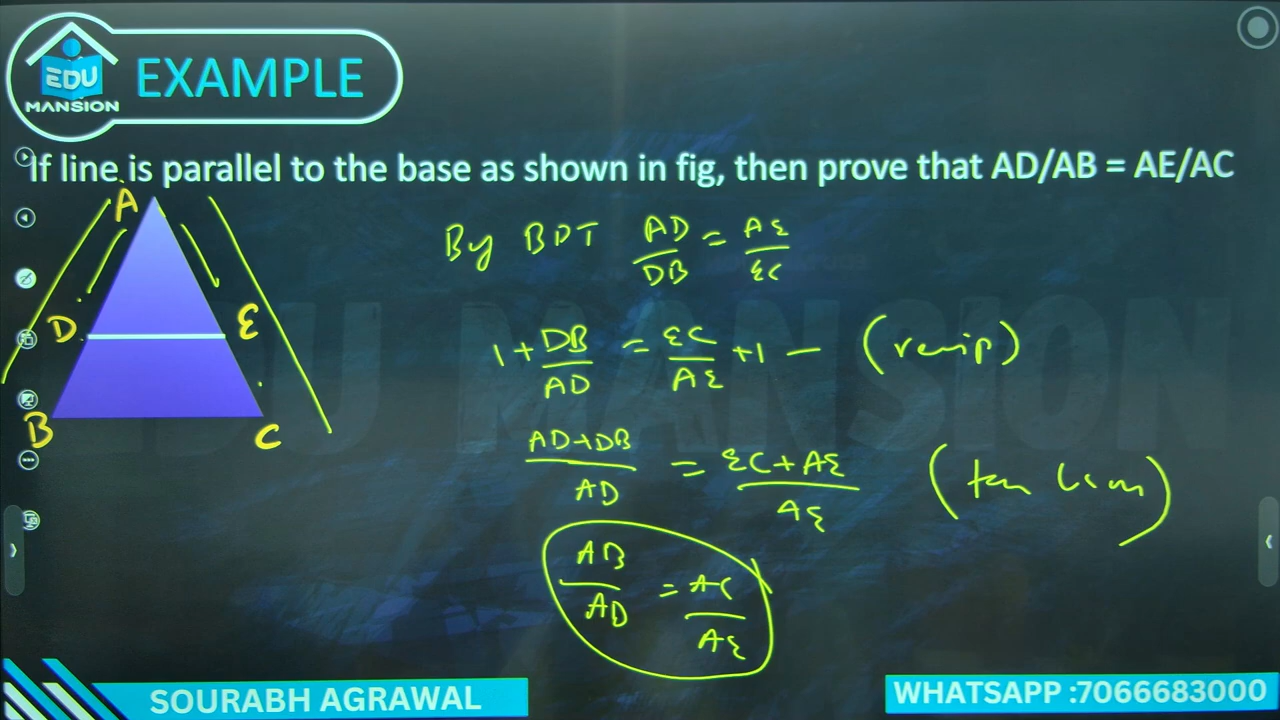 EDU
MANSION
EXAMPLE
If line is parallel to the base as shown in fig, then prove that AD/AB = AE/AC
A
D
E
B
C
By BPT AD/DB = AE/EC
1 + DB/AD = EC/AE + 1 — (recip)
AD+DB/AD = EC+AE/AE
AB/AD = AC/AE
EDU MANSION
SOURABH AGRAWAL
WHATSAPP :7066683000